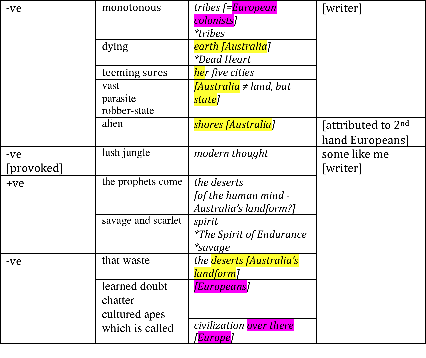 -ve monotonous tribes [=European [writer]
colonists]
*tribes
dying earth [Australia]
*Dead Heart
teeming sores her five cities
vast [Australia ≠ land, but
parasite state]
robber-state
alien shores [Australia] [attributed to 2nd
hand Europeans]
-ve lush jungle modern thought some like me
[provoked] [writer]
+ve the prophets come the deserts
[of the human mind -
Australia's landform?]
savage and scarlet spirit
*The Spirit of Endurance
*savage
-ve that waste the deserts [Australia's
landform]
learned doubt [Europeans]
chatter
cultured apes
which is called civilization over there
[Europe]